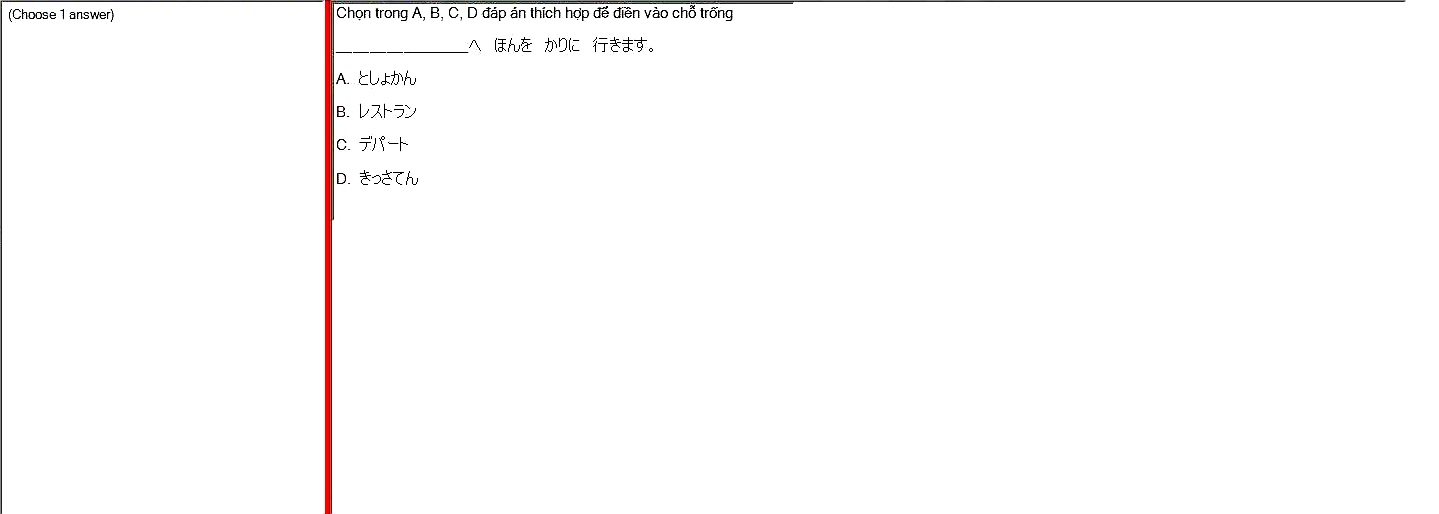 (Choose 1 answer)
Chọn trong A, B, C, D đáp án thích hợp để điền vào chỗ trống
________________へ　ほんを　かりに　行きます。
A. としょかん
B. レストラン
C. デパート
D. きっさてん